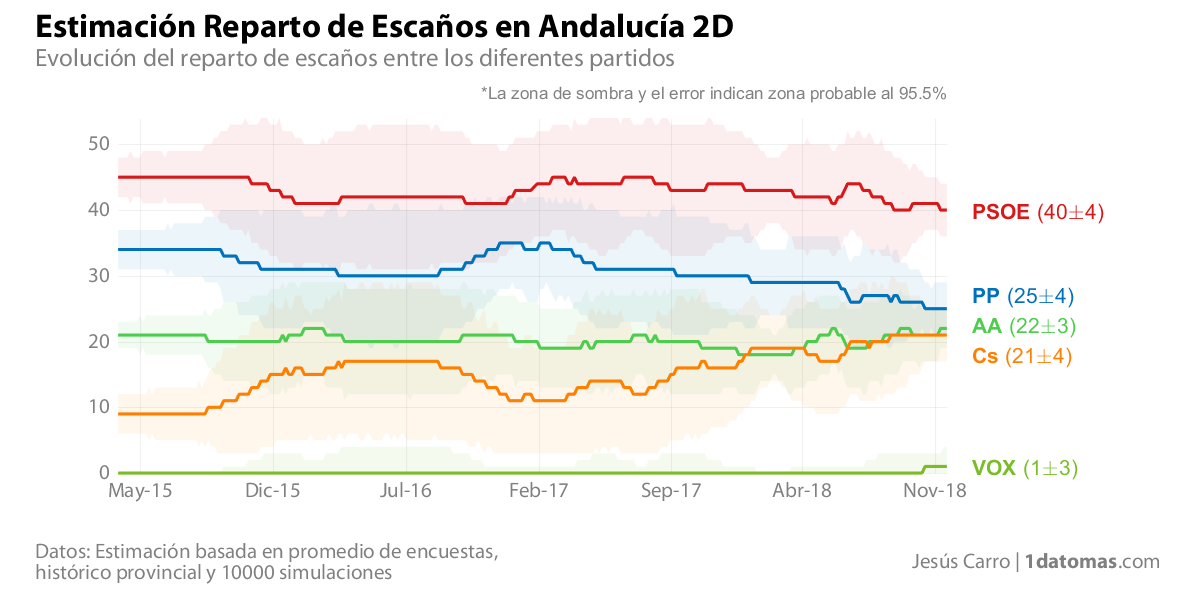 Estimación Reparto de Escaños en Andalucía 2D
Evolución del reparto de escaños entre los diferentes partidos
*La zona de sombra y el error indican zona probable al 95.5%
50
40
30
20
10
0
PSOE (40±4)
PP (25±4)
AA (22±3)
Cs (21±4)
VOX (1±3)
May-15 Dic-15 Jul-16 Feb-17 Sep-17 Abr-18 Nov-18
Datos: Estimación basada en promedio de encuestas,
histórico provincial y 10000 simulaciones
Jesús Carro | 1datomas.com